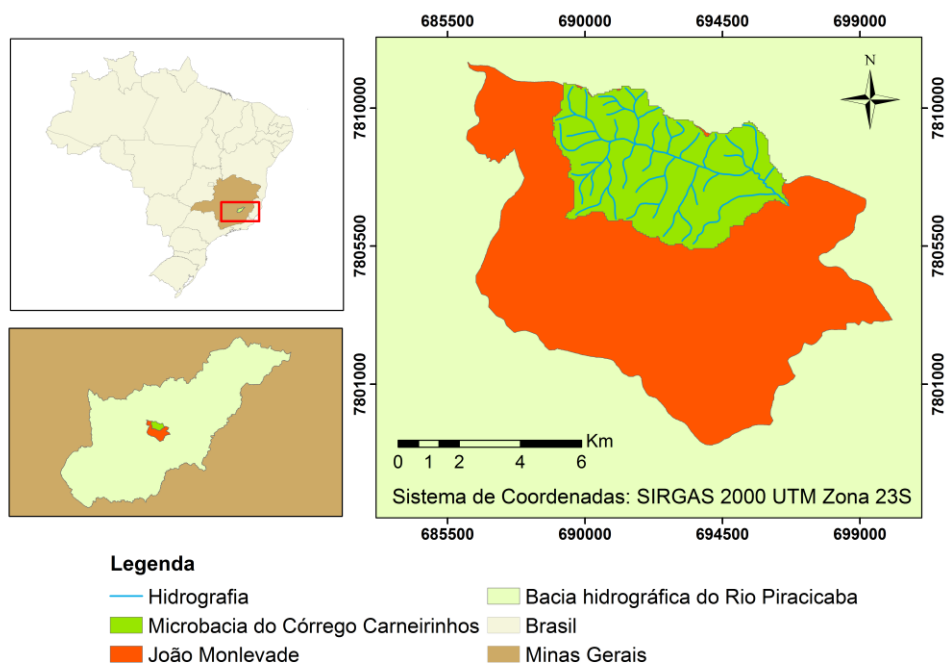 685500 690000 694500 699000
N
7810000 7810000
7805500 7805500
7801000 7801000
Km
0 1 2 4 6
Sistema de Coordenadas: SIRGAS 2000 UTM Zona 23S
685500 690000 694500 699000
Legenda
Hidrografia
Microbacia do Córrego Carneirinhos
João Monlevade
Bacia hidrográfica do Rio Piracicaba
Brasil
Minas Gerais